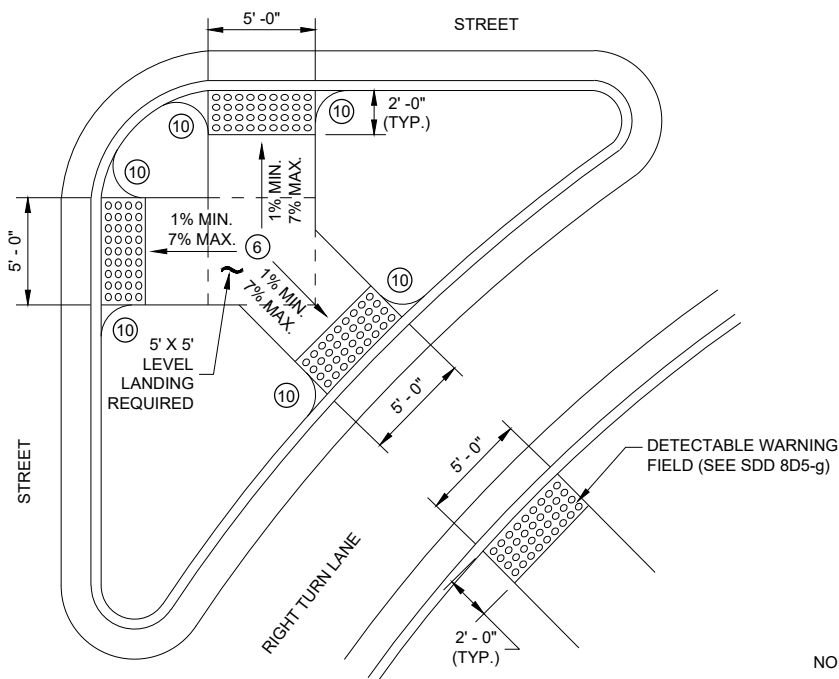 5' -0"
STREET
2' -0"
(TYP.)
10
10
10
1% MIN.
7% MAX.
1% MIN.
7% MAX.
6
5' - 0"
1% MIN.
7% MAX.
10
10
5' X 5'
LEVEL
LANDING
REQUIRED
10
5' - 0"
5' - 0"
DETECTABLE WARNING
FIELD (SEE SDD 8D5-g)
STREET
RIGHT TURN LANE
2' - 0"
(TYP.)
NO